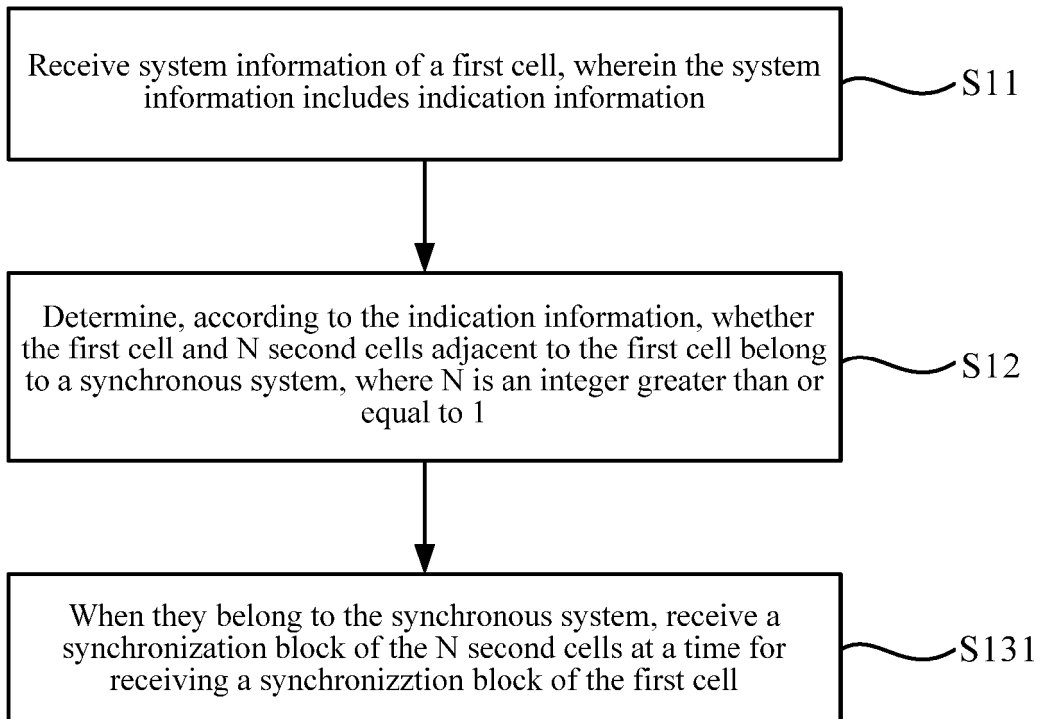 Receive system information of a first cell, wherein the system
information includes indication information
S11
Determine, according to the indication information, whether
the first cell and N second cells adjacent to the first cell belong
to a synchronous system, where N is an integer greater than or
equal to 1
S12
When they belong to the synchronous system, receive a
synchronization block of the N second cells at a time for
receiving a synchronizztion block of the first cell
S131